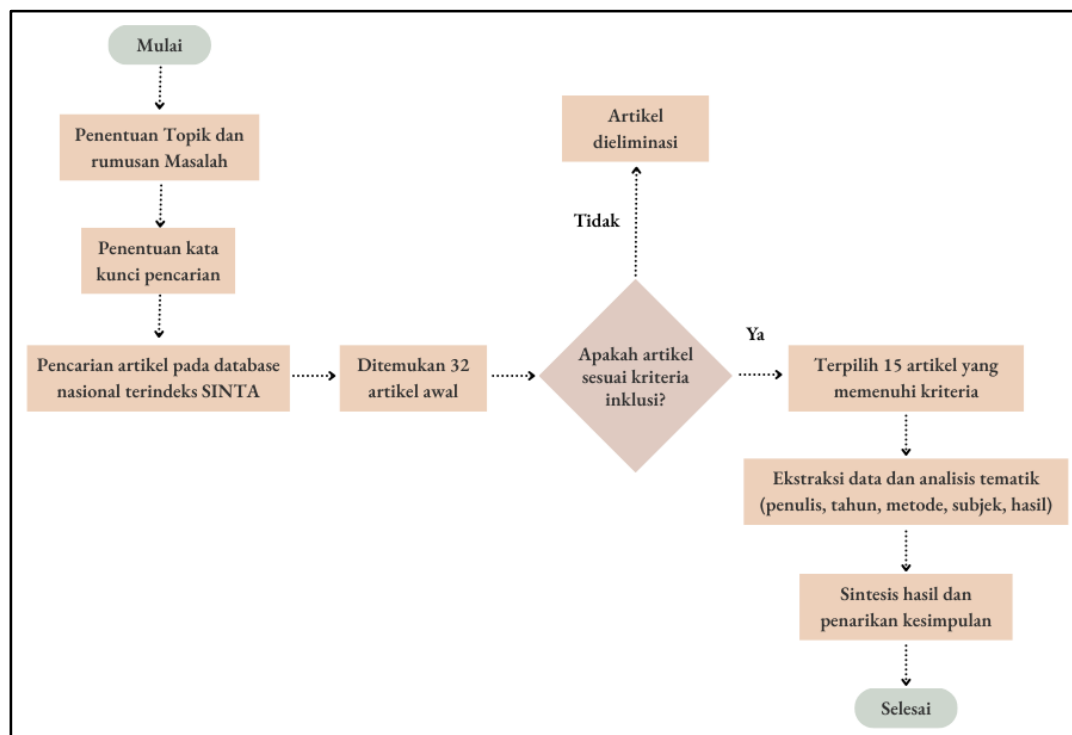 Mulai
Penentuan Topik dan
rumusan Masalah
Penentuan kata
kunci pencarian
Pencarian artikel pada database
nasional terindeks SINTA
Ditemukan 32
artikel awal
Apakah artikel
sesuai kriteria
inklusi?
Tidak
Artikel
dieliminasi
Ya
Terpilih 15 artikel yang
memenuhi kriteria
Ekstraksi data dan analisis tematik
(penulis, tahun, metode, subjek, hasil)
Sintesis hasil dan
penarikan kesimpulan
Selesai